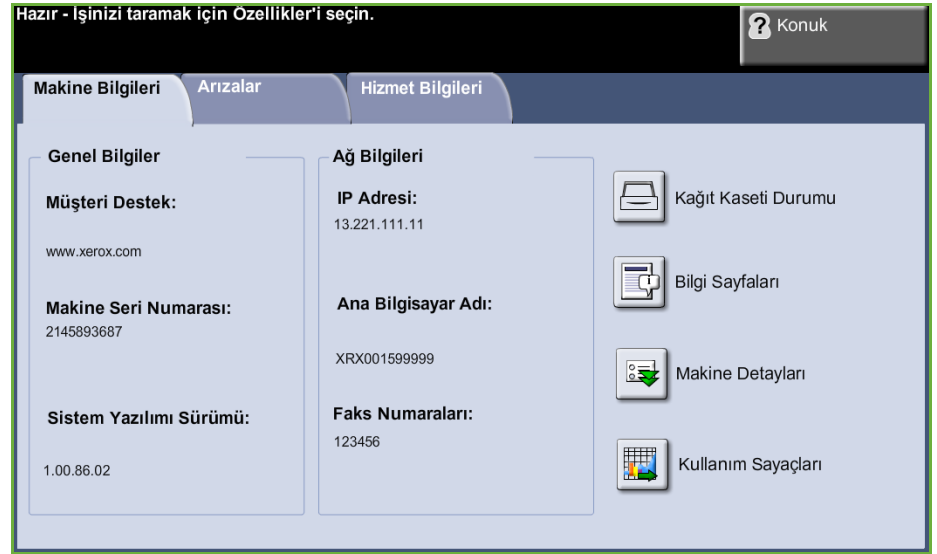 Hazır - İşinizi taramak için Özellikler'i seçin.
Konuk
Makine Bilgileri
Arızalar
Hizmet Bilgileri
Genel Bilgiler
Müşteri Destek:
www.xerox.com
Makine Seri Numarası:
2145893687
Sistem Yazılımı Sürümü:
1.00.86.02
Ağ Bilgileri
IP Adresi:
13.221.111.11
Ana Bilgisayar Adı:
XRX001599999
Faks Numaraları:
123456
Kağıt Kaseti Durumu
Bilgi Sayfaları
Makine Detayları
Kullanım Sayaçları